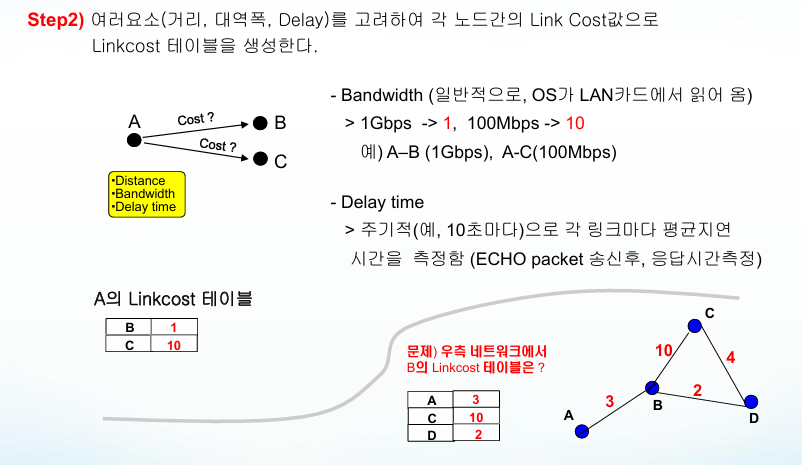 Step2) 여러요소(거리, 대역폭, Delay)를 고려하여 각 노드간의 Link Cost값으로
Linkcost 테이블을 생성한다.
- Bandwidth (일반적으로, OS가 LAN카드에서 읽어 옴)
> 1Gbps -> 1, 100Mbps -> 10
예) A–B (1Gbps), A-C(100Mbps)
A
Cost ?
B
Cost ?
C
•Distance
•Bandwidth
•Delay time
- Delay time
> 주기적(예, 10초마다)으로 각 링크마다 평균지연
시간을 측정함 (ECHO packet 송신후, 응답시간측정)
A의 Linkcost 테이블
B 1
C 10
문제) 우측 네트워크에서
B의 Linkcost 테이블은 ?
A 3
C 10
D 2
C
10
4
2
3
B
A
D